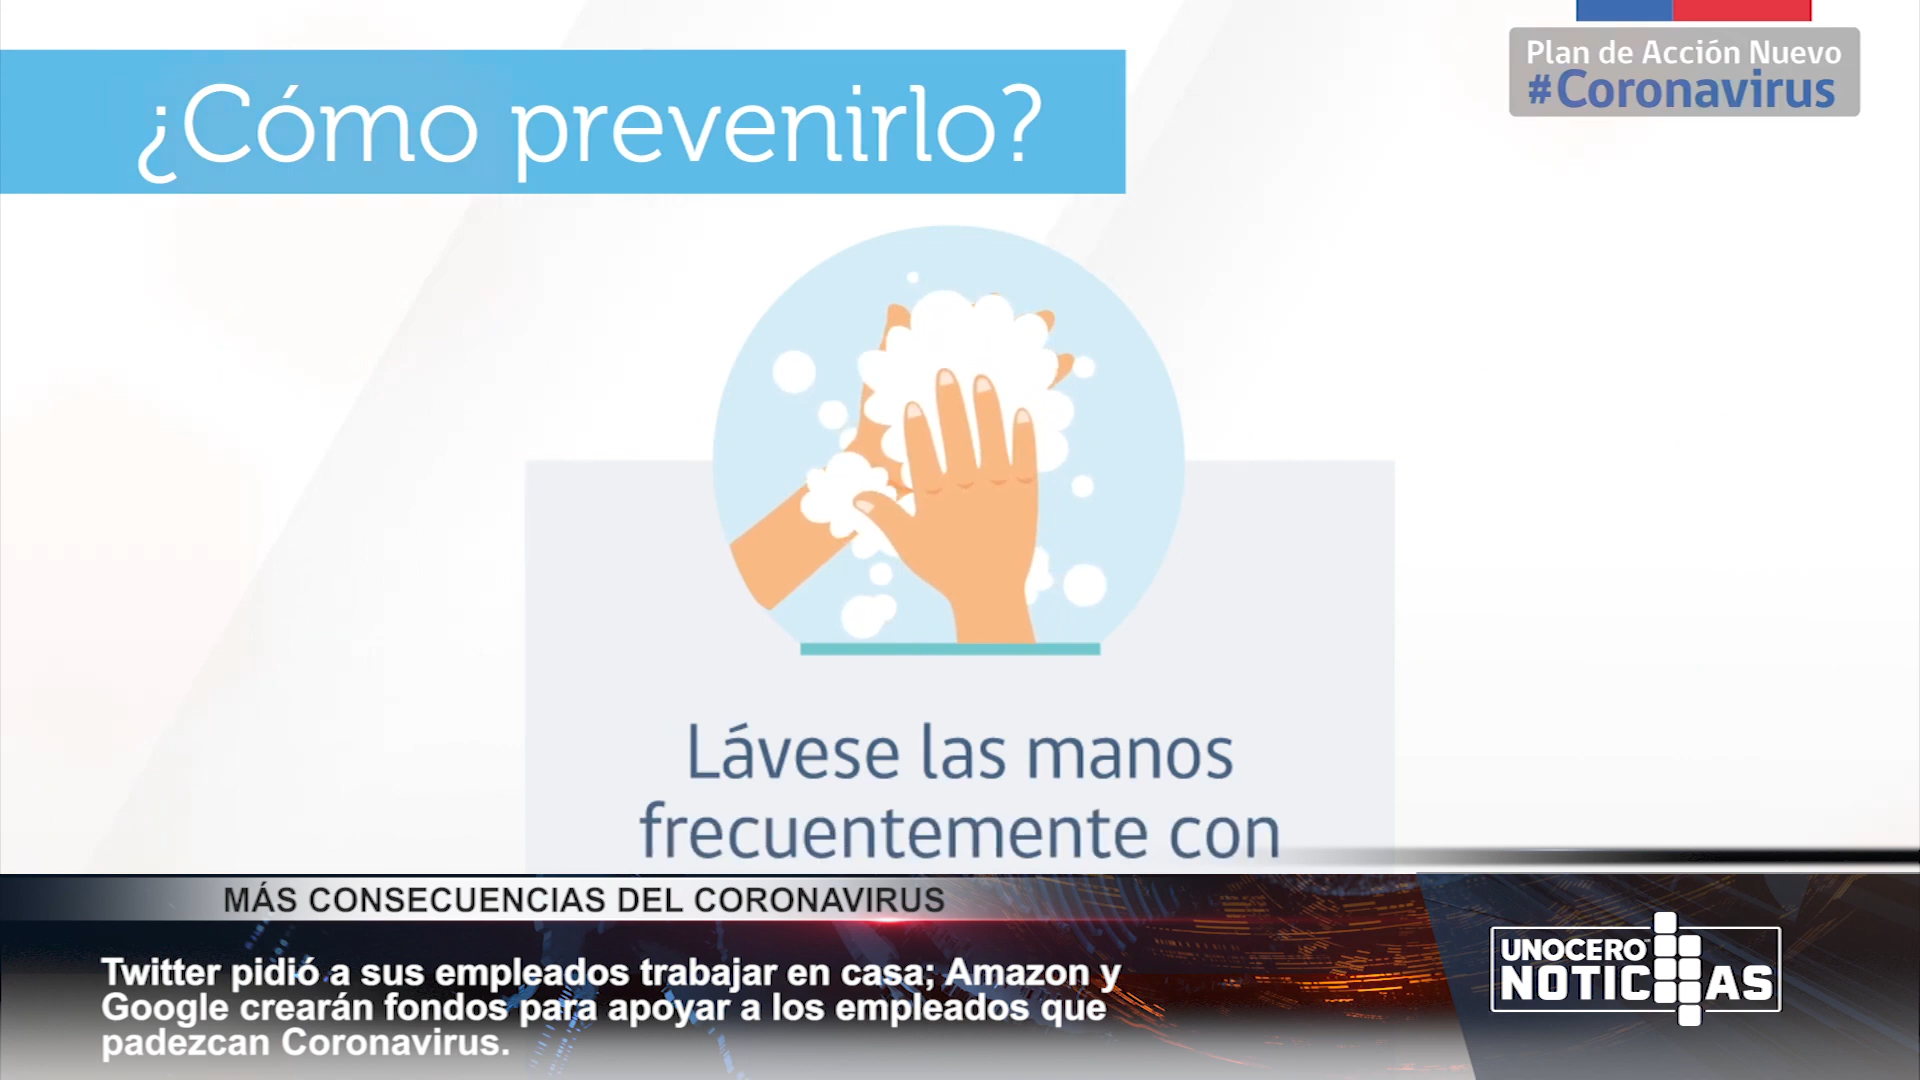 ¿Cómo prevenirlo?
Plan de Acción Nuevo
#Coronavirus
Lávese las manos
frecuentemente con
MÁS CONSECUENCIAS DEL CORONAVIRUS
Twitter pidió a sus empleados trabajar en casa; Amazon y
Google crearán fondos para apoyar a los empleados que
padezcan Coronavirus.
UNOCERO
NOTICIAS